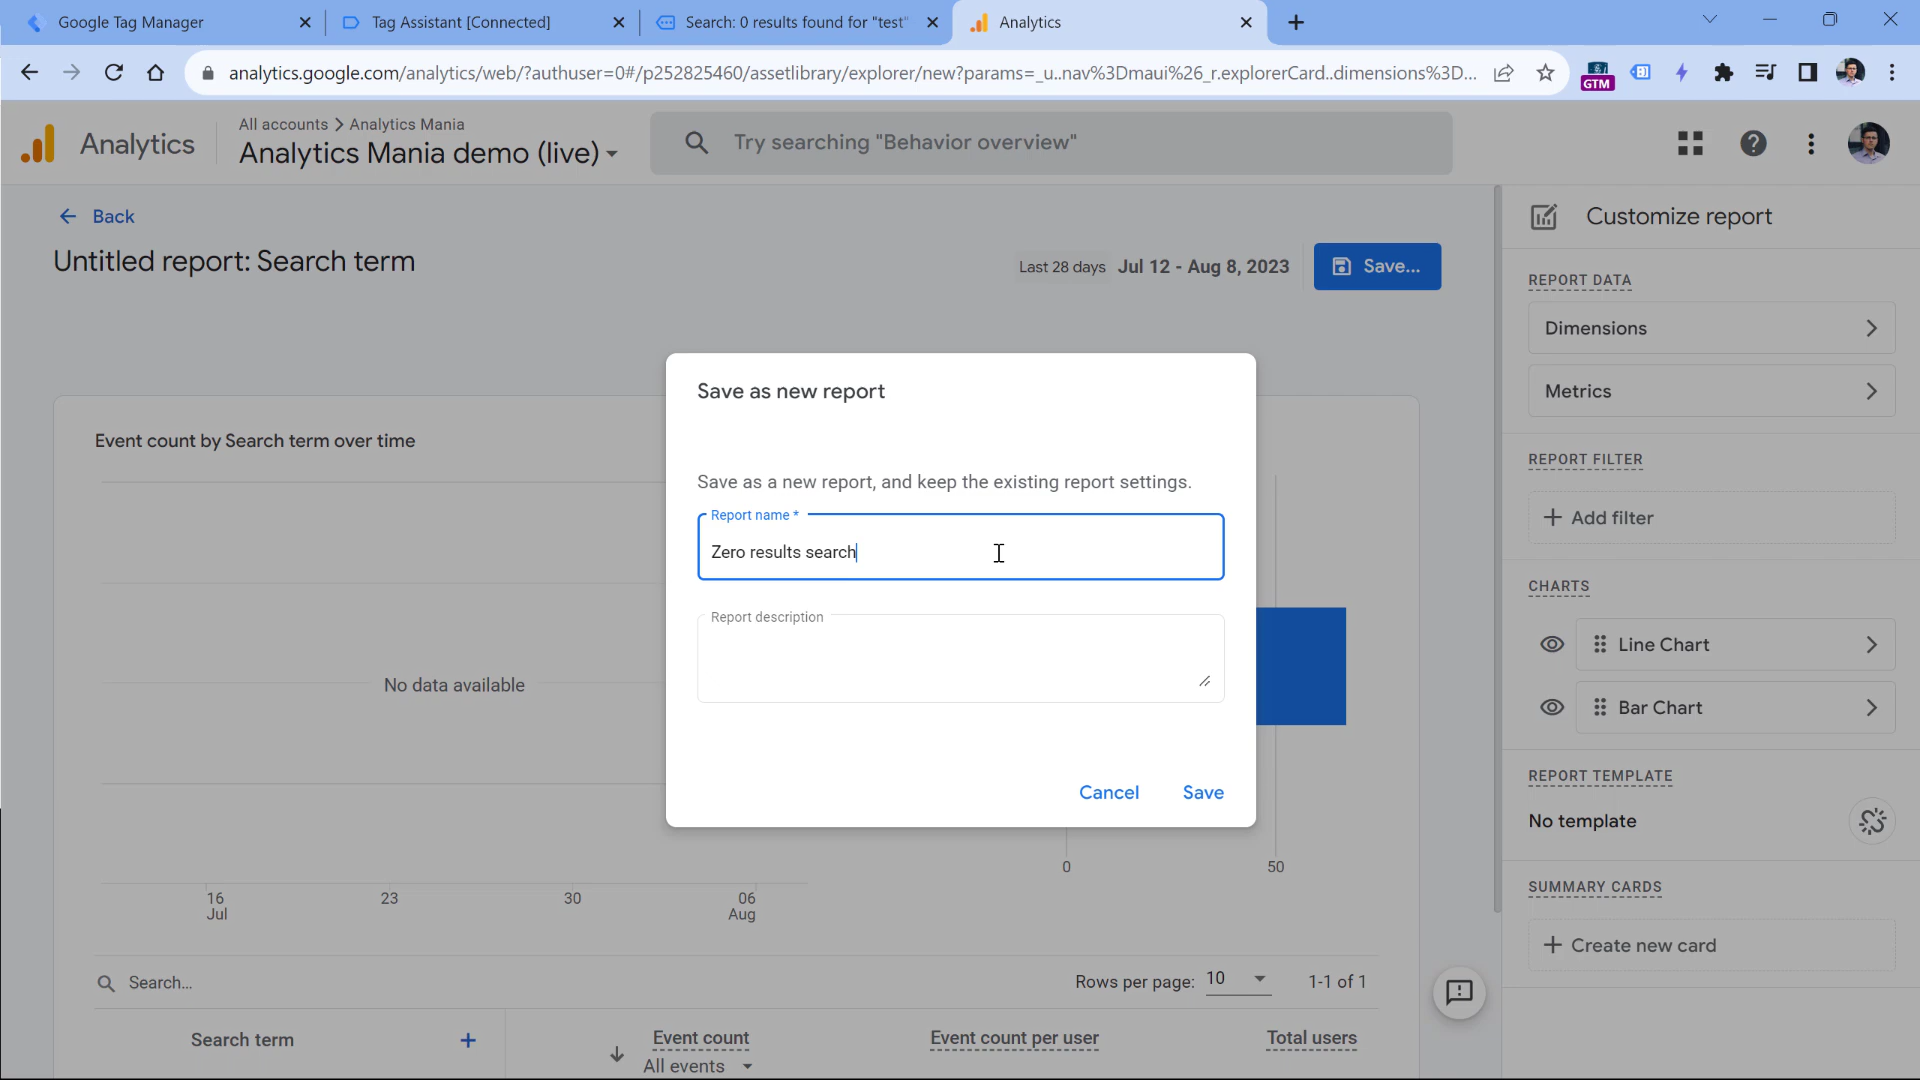 Google Tag Manager
Tag Assistant [Connected]
Search: 0 results found for "test"
Analytics
analytics.google.com/analytics/web/?authuser=0#/p252825460/assetlibrary/explorer/new?params=_u..nav%3Dmaui%26_r.explorerCard..dimensions%3D...
GTM
Analytics
All accounts > Analytics Mania
Analytics Mania demo (live)
Try searching "Behavior overview"
Back
Untitled report: Search term
Last 28 days Jul 12 - Aug 8, 2023
Save...
Customize report
REPORT DATA
Dimensions
Metrics
REPORT FILTER
Add filter
CHARTS
Line Chart
Bar Chart
REPORT TEMPLATE
No template
SUMMARY CARDS
Create new card
Event count by Search term over time
No data available
16 Jul
23
30
06 Aug
0
50
Save as new report
Save as a new report, and keep the existing report settings.
Report name *
Zero results search
Report description
Cancel
Save
Search...
Rows per page: 10
1-1 of 1
Search term
Event count
All events
Event count per user
Total users